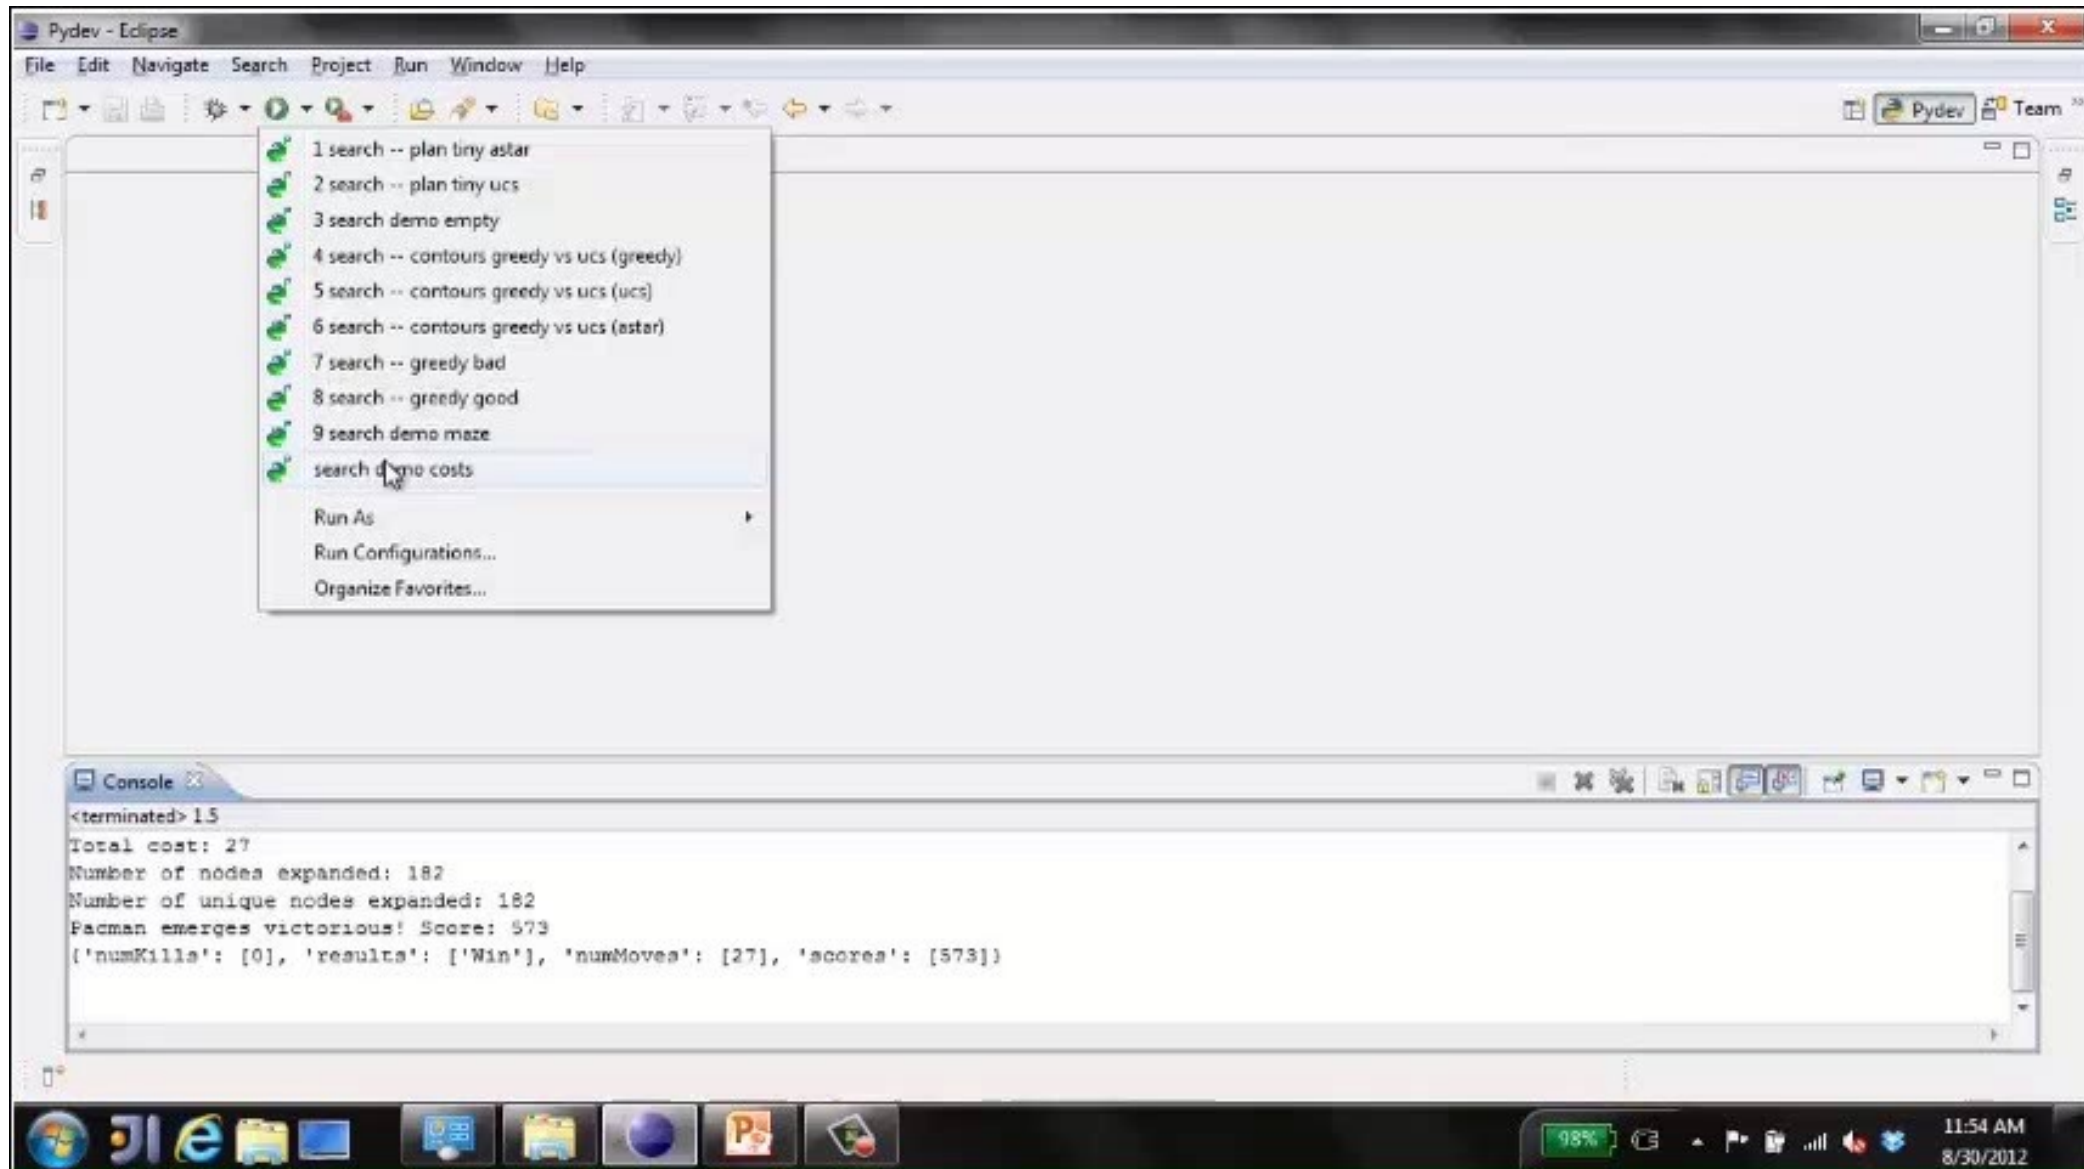 Pydev - Eclipse
File Edit Navigate Search Project Run Window Help
Pydev Team
1 search -- plan tiny astar
2 search -- plan tiny ucs
3 search demo empty
4 search -- contours greedy vs ucs (greedy)
5 search -- contours greedy vs ucs (ucs)
6 search -- contours greedy vs ucs (astar)
7 search -- greedy bad
8 search -- greedy good
9 search demo maze
search demo costs
Run As
Run Configurations...
Organize Favorites...
Console
<terminated> 1.5
Total cost: 27
Number of nodes expanded: 182
Number of unique nodes expanded: 182
Pacman emerges victorious! Score: 573
{'numKills': [0], 'results': ['Win'], 'numMoves': [27], 'scores': [573]}
98%
11:54 AM
8/30/2012